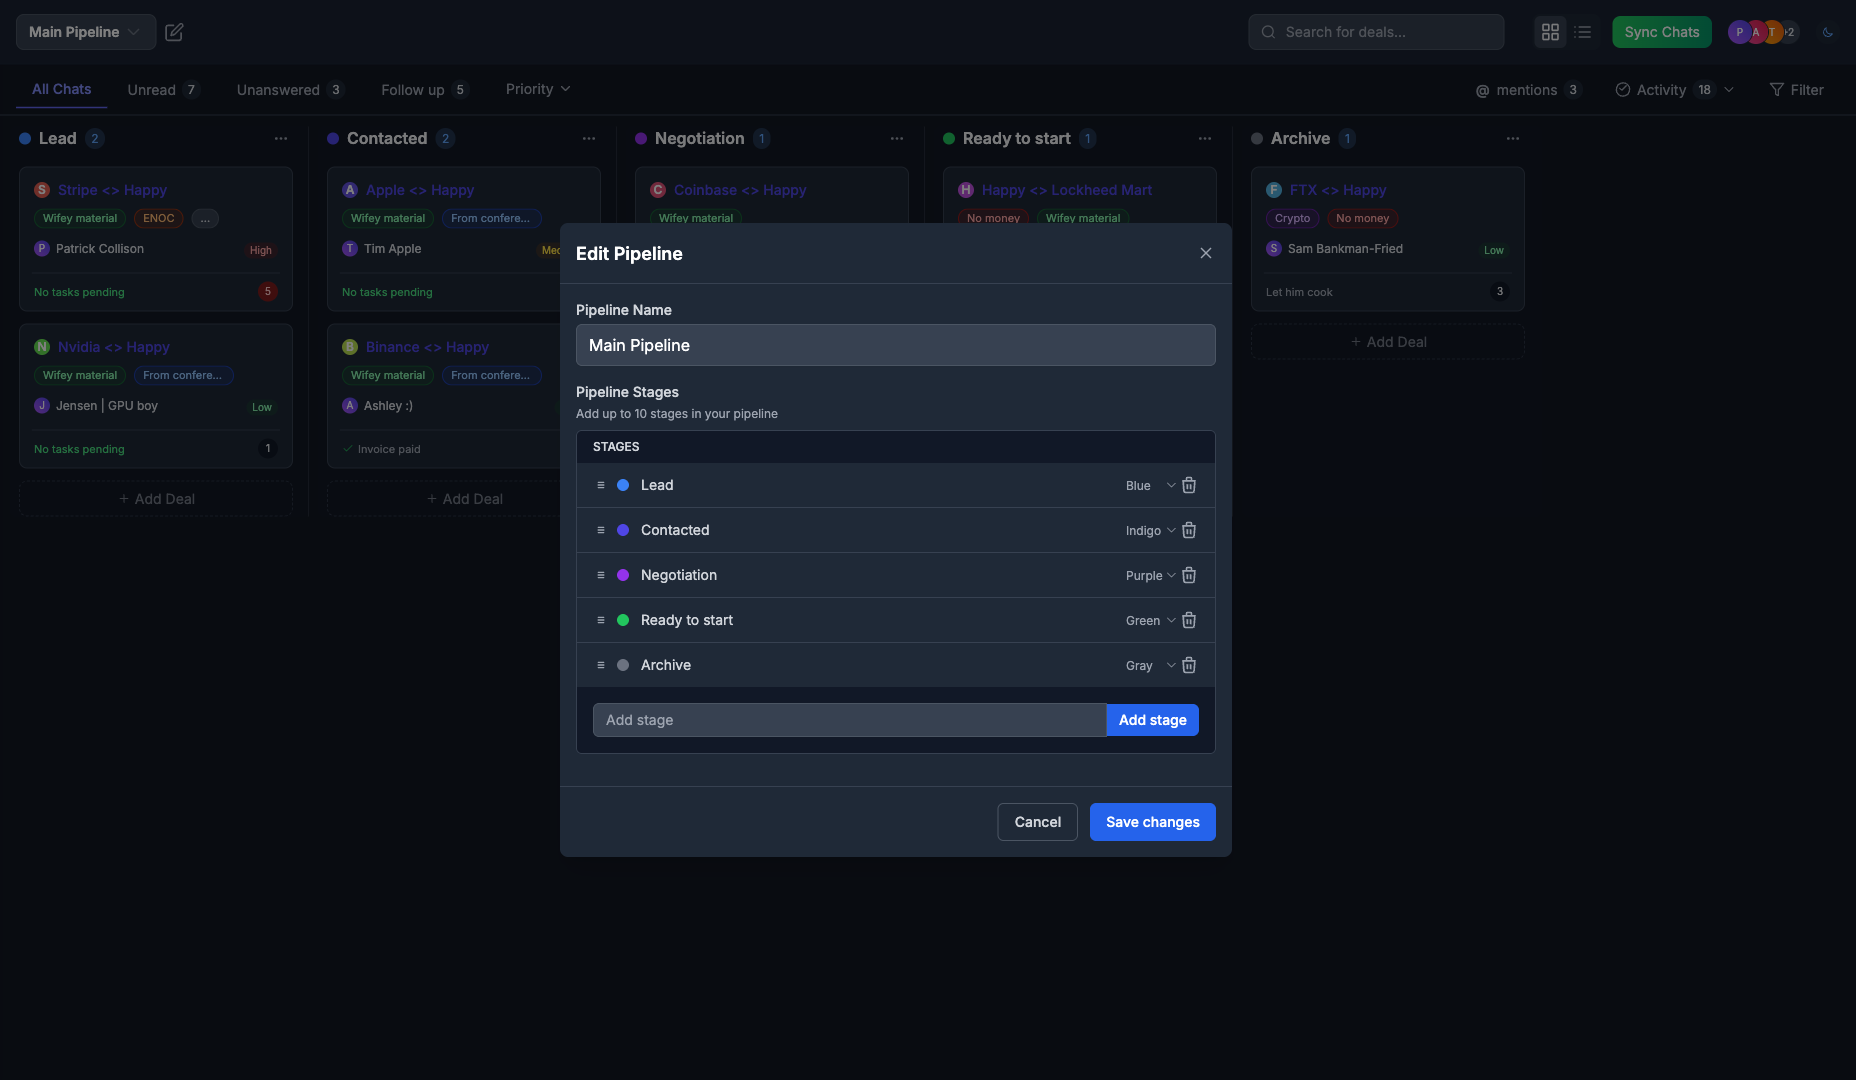 Main Pipeline
Search for deals...
Sync Chats
P A T +2
All Chats
Unread 7
Unanswered 3
Follow up 5
Priority
@ mentions 3
Activity 18
Filter
Lead 2
S Stripe <> Happy
Wifey material ENOC ...
P Patrick Collison High
No tasks pending 5
N Nvidia <> Happy
Wifey material From confere...
J Jensen | GPU boy Low
No tasks pending 1
+ Add Deal
Contacted 2
A Apple <> Happy
Wifey material From confere...
T Tim Apple
No tasks pending
B Binance <> Happy
Wifey material From confere...
A Ashley :)
Invoice paid
+ Add Deal
Negotiation 1
C Coinbase <> Happy
Wifey material
Ready to start 1
H Happy <> Lockheed Mart
No money Wifey material
Archive 1
F FTX <> Happy
Crypto No money
S Sam Bankman-Fried Low
Let him cook 3
+ Add Deal
Edit Pipeline
Pipeline Name
Main Pipeline
Pipeline Stages
Add up to 10 stages in your pipeline
STAGES
Lead Blue
Contacted Indigo
Negotiation Purple
Ready to start Green
Archive Gray
Add stage Add stage
Cancel Save changes